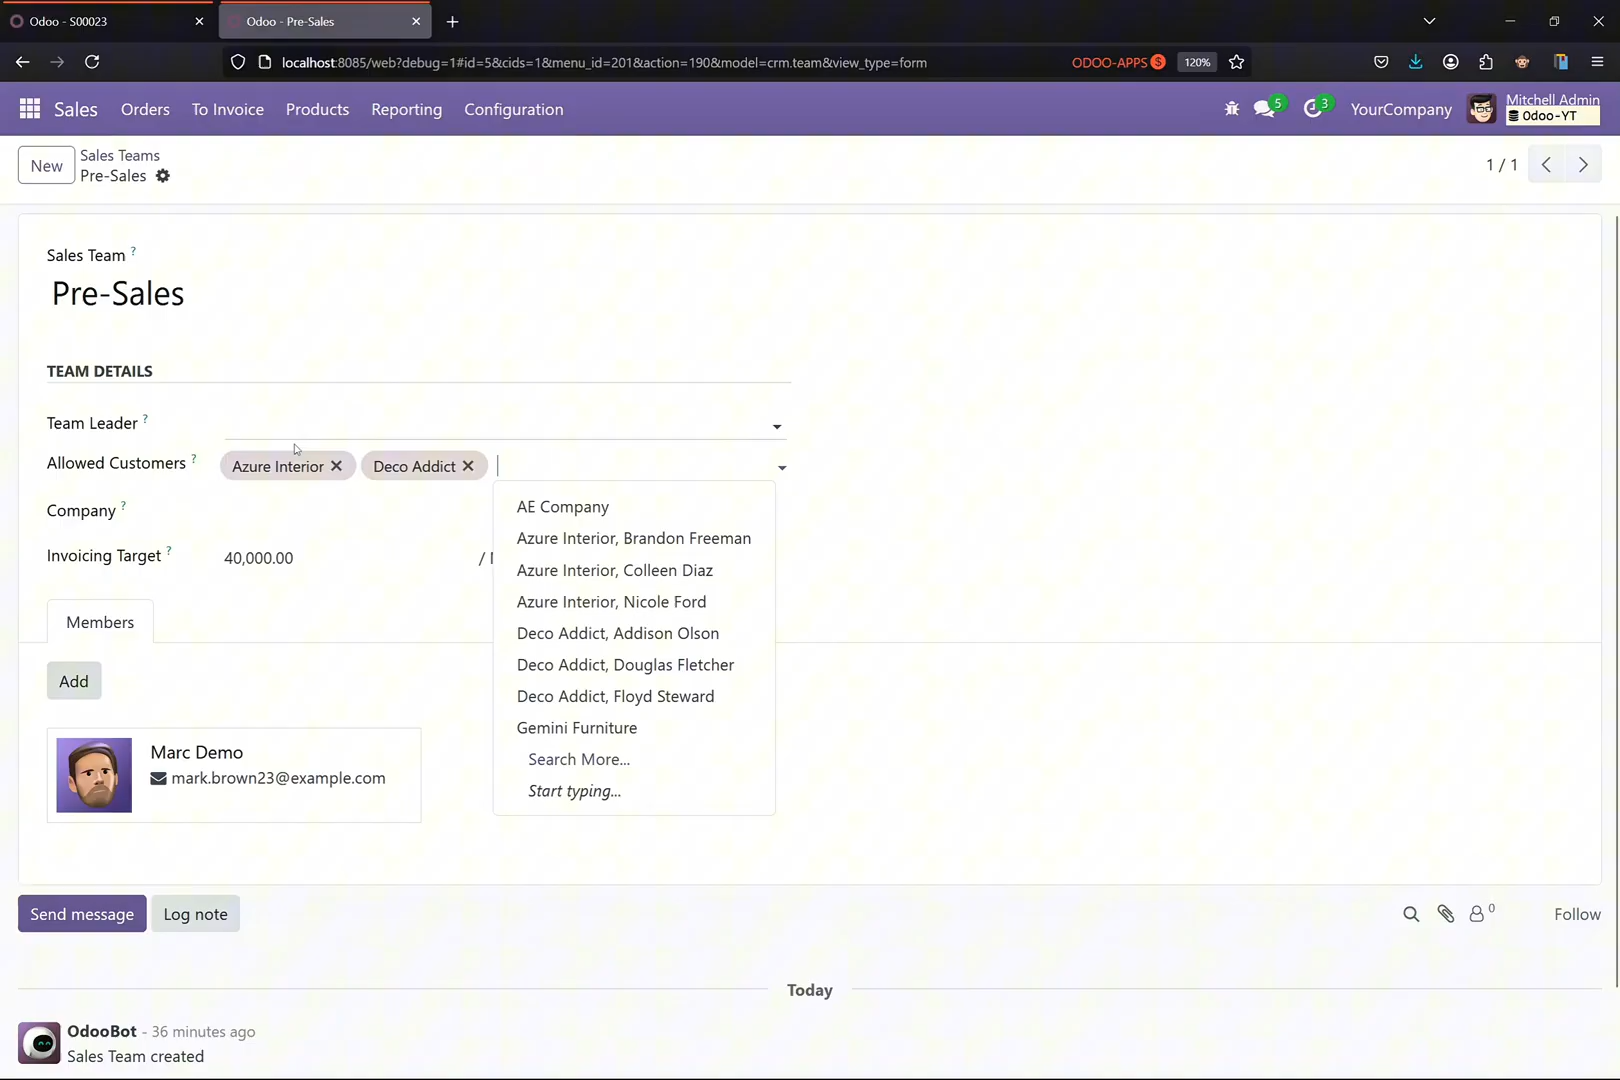 Odoo - S00023
Odoo - Pre-Sales
localhost:8085/web?debug=1#id=5&cids=1&menu_id=201&action=190&model=crm.team&view_type=form
ODOO-APPS
120%
Sales
Orders
To Invoice
Products
Reporting
Configuration
5
3
YourCompany
Mitchell Admin
Odoo-YT
New
Sales Teams
Pre-Sales
1 / 1
Sales Team ?
Pre-Sales
TEAM DETAILS
Team Leader ?
Allowed Customers ?
Azure Interior
Deco Addict
Company ?
Invoicing Target ?
40,000.00
/
AE Company
Azure Interior, Brandon Freeman
Azure Interior, Colleen Diaz
Azure Interior, Nicole Ford
Deco Addict, Addison Olson
Deco Addict, Douglas Fletcher
Deco Addict, Floyd Steward
Gemini Furniture
Search More...
Start typing...
Members
Add
Marc Demo
mark.brown23@example.com
Send message
Log note
0
Follow
Today
OdooBot - 36 minutes ago
Sales Team created